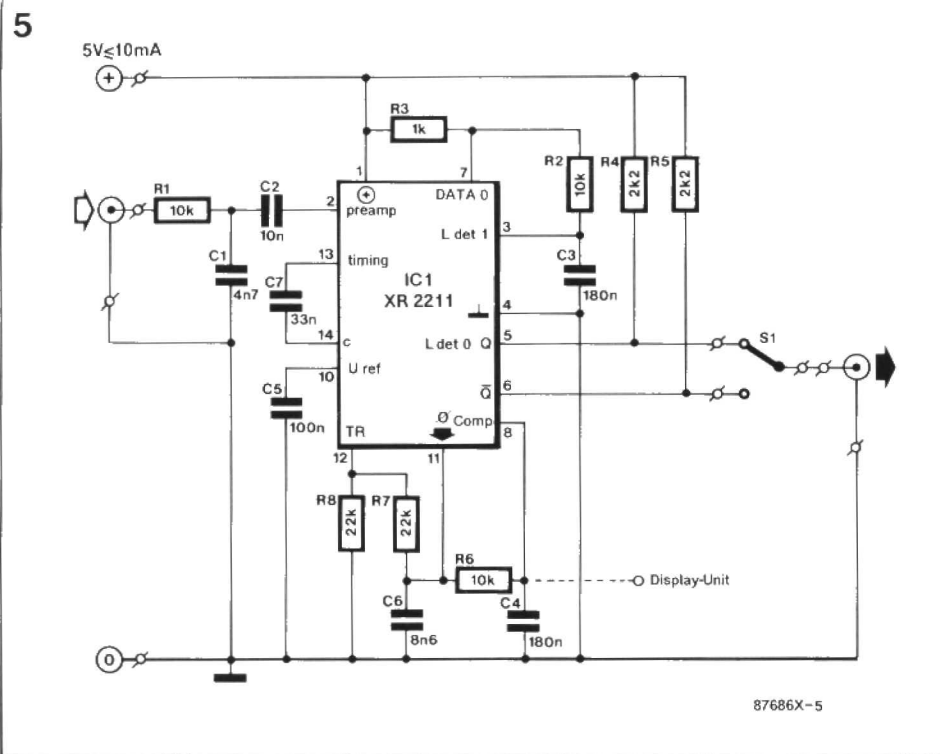 5
5V≤10mA
+
R3
1k
R1
10k
C2
10n
1
7
R2
10k
R4
2k2
R5
2k2
2
+
preamp
DATA 0
L det 1
3
C1
4n7
13
timing
C7
33n
IC1
XR 2211
C3
180n
4
14
c
L det 0 Q
5
S1
10
U ref
C5
100n
Q̅
6
Ø Comp
8
TR
12
11
R8
22k
R7
22k
R6
10k
Display-Unit
C6
8n6
C4
180n
0
87686X-5